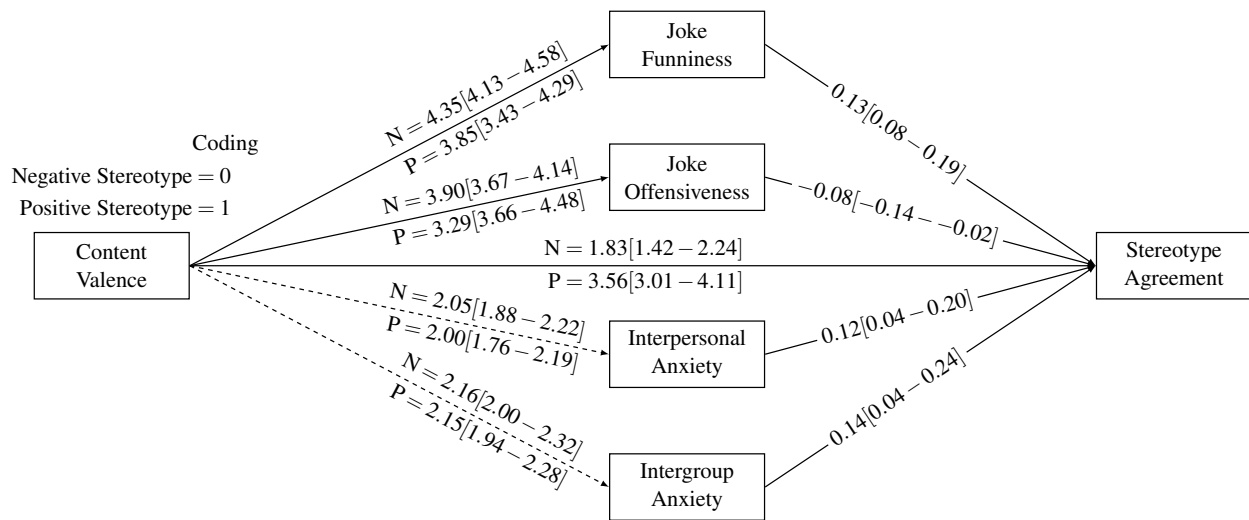 Joke
Funniness
N = 4.35[4.13 − 4.58]
P = 3.85[3.43 − 4.29]
0.13[0.08 − 0.19]
Coding
Negative Stereotype = 0
Positive Stereotype = 1
Joke
Offensiveness
N = 3.90[3.67 − 4.14]
P = 3.29[3.66 − 4.48]
−0.08[−0.14 − −0.02]
Content
Valence
N = 1.83[1.42 − 2.24]
P = 3.56[3.01 − 4.11]
Stereotype
Agreement
N = 2.05[1.88 − 2.22]
P = 2.00[1.76 − 2.19]
Interpersonal
Anxiety
0.12[0.04 − 0.20]
N = 2.16[2.00 − 2.32]
P = 2.15[1.94 − 2.28]
Intergroup
Anxiety
0.14[0.04 − 0.24]